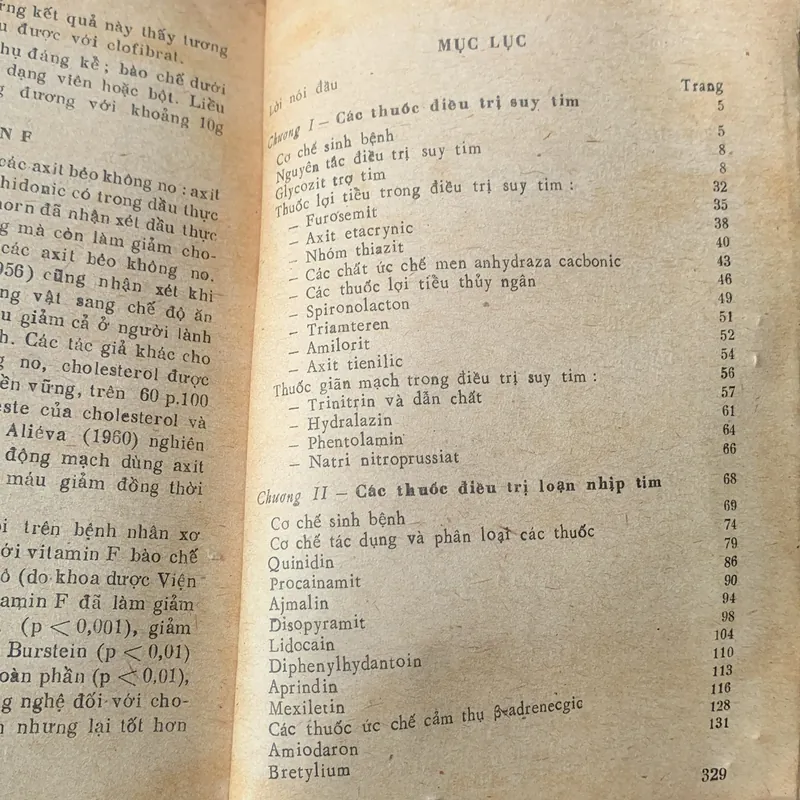 ứng kết quả này thấy tương
được với clofibrat.
phụ đáng kể ; bào chế dưới
dạng viên hoặc bột. Liều
đương với khoảng 10g
N F
các axit béo không no : axit
hidonic có trong dầu thực
horn đã nhận xét dầu thực
mà còn làm giảm cho-
các axit béo không no.
956) cũng nhận xét khi
ng vật sang chế độ ăn
u giảm cả ở người lành
h. Các tác giả khác cho
g no, cholesterol được
ền vững, trên 60 p.100
este của cholesterol và
Aliéva (1960) nghiên
động mạch dùng axit
máu giảm đồng thời
ọi trên bệnh nhân xơ
ới vitamin F bào chế
ỏ (do khoa dược Viện
amin F đã làm giảm
(p < 0,001), giảm
Burstein (p < 0,01)
oàn phần (p < 0,01),
g nghệ đối với cho-
n nhưng lại tốt hơn
MỤC LỤC
Trang
Lời nói đầu
Chương I — Các thuốc điều trị suy tim 5
Cơ chế sinh bệnh 5
Nguyên tắc điều trị suy tim 8
Glycozit trợ tim 8
Thuốc lợi tiểu trong điều trị suy tim : 32
— Furosemit 35
— Axit etacrynic 38
— Nhóm thiazit 40
— Các chất ức chế men anhydraza cacbonic 43
— Các thuốc lợi tiểu thủy ngân 46
— Spironolacton 49
— Triamteren 51
— Amilorit 52
— Axit tienilic 54
Thuốc giãn mạch trong điều trị suy tim : 56
— Trinitrin và dẫn chất 57
— Hydralazin 61
— Phentolamin 64
— Natri nitroprussiat 66
Chương II — Các thuốc điều trị loạn nhịp tim 68
Cơ chế sinh bệnh 69
Cơ chế tác dụng và phân loại các thuốc 74
Quinidin 79
Procainamit 86
Ajmalin 90
Disopyramit 94
Lidocain 98
Diphenylhydantoin 104
Aprindin 110
Mexiletin 113
Các thuốc ức chế cảm thụ β-adrenecgic 116
Amiodaron 128
Bretylium 131
329